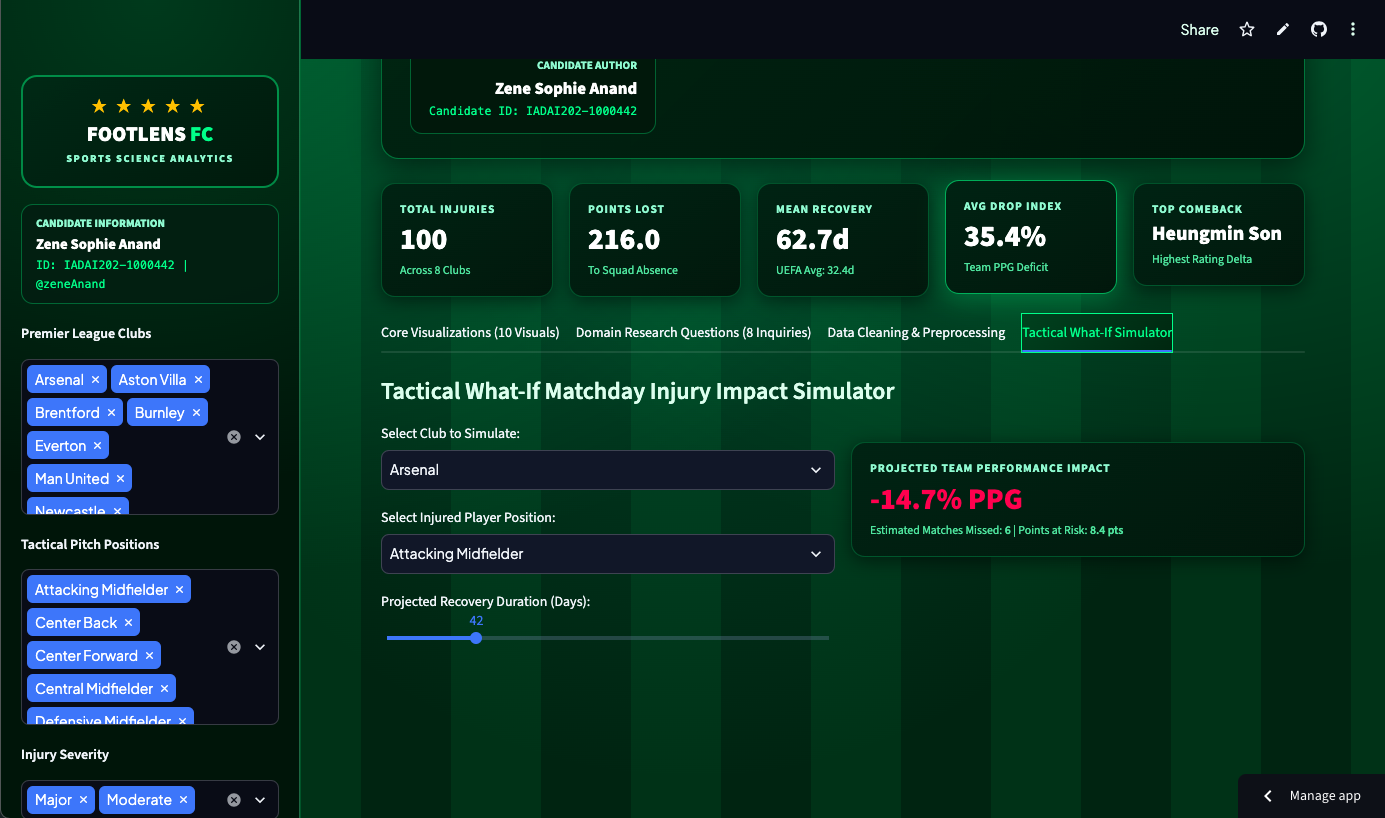 Share
★ ★ ★ ★ ★
FOOTLENS FC
SPORTS SCIENCE ANALYTICS
CANDIDATE INFORMATION
Zene Sophie Anand
ID: IADAI202-1000442 |
@zeneAnand
Premier League Clubs
Arsenal × Aston Villa ×
Brentford × Burnley ×
Everton ×
Man United ×
Newcastle ×
Tactical Pitch Positions
Attacking Midfielder ×
Center Back ×
Center Forward ×
Central Midfielder ×
Defensive Midfielder ×
Injury Severity
Major × Moderate ×
CANDIDATE AUTHOR
Zene Sophie Anand
Candidate ID: IADAI202-1000442
TOTAL INJURIES
100
Across 8 Clubs
POINTS LOST
216.0
To Squad Absence
MEAN RECOVERY
62.7d
UEFA Avg: 32.4d
AVG DROP INDEX
35.4%
Team PPG Deficit
TOP COMEBACK
Heungmin Son
Highest Rating Delta
Core Visualizations (10 Visuals) Domain Research Questions (8 Inquiries) Data Cleaning & Preprocessing Tactical What-If Simulator
Tactical What-If Matchday Injury Impact Simulator
Select Club to Simulate:
Arsenal
Select Injured Player Position:
Attacking Midfielder
Projected Recovery Duration (Days):
42
PROJECTED TEAM PERFORMANCE IMPACT
-14.7% PPG
Estimated Matches Missed: 6 | Points at Risk: 8.4 pts
Manage app